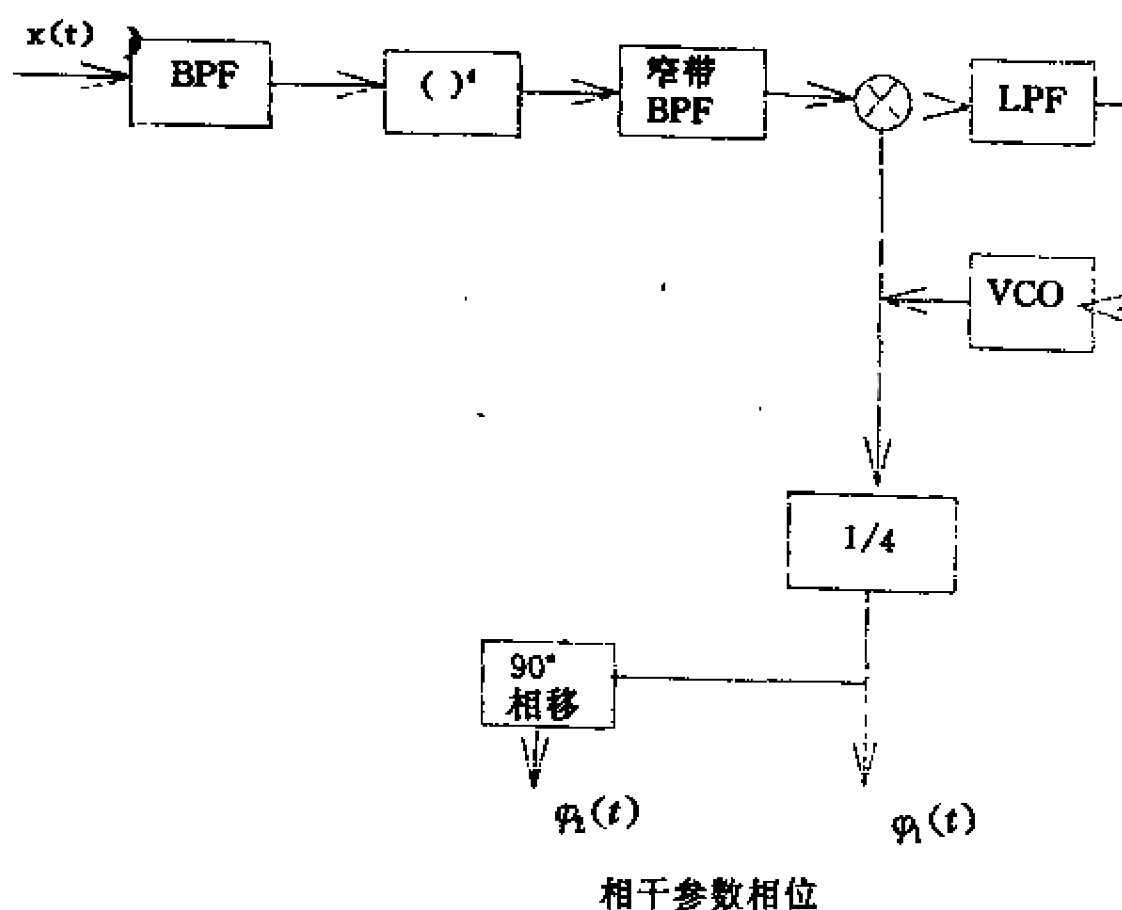 x(t)
BPF
( )⁴
窄带
BPF
LPF
VCO
1/4
90°
相移
φ₂(t)
φ₁(t)
相干参数相位